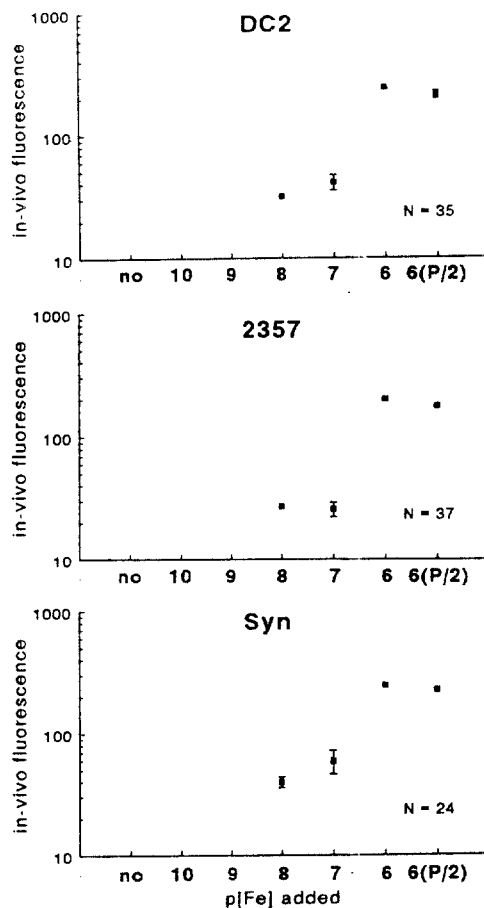 DC2
1000
100
10
in-vivo fluorescence
N = 35
no 10 9 8 7 6 6(P/2)
2357
1000
100
10
in-vivo fluorescence
N = 37
no 10 9 8 7 6 6(P/2)
Syn
1000
100
10
in-vivo fluorescence
N = 24
no 10 9 8 7 6 6(P/2)
p[Fe] added